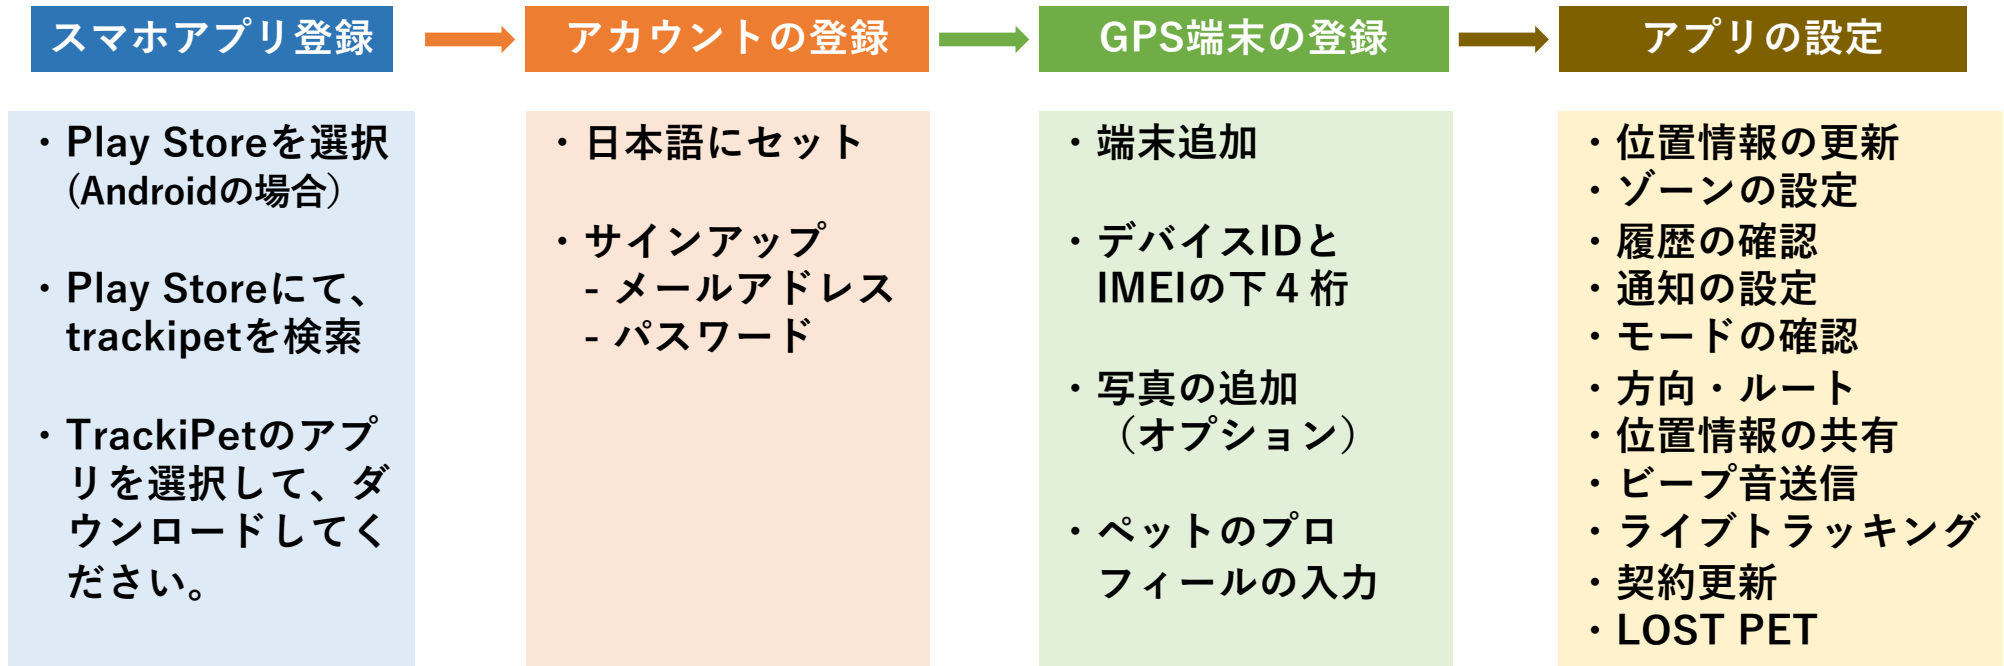 スマホアプリ登録
アカウントの登録
GPS端末の登録
アプリの設定
・Play Storeを選択
(Androidの場合）
・Play Storeにて、
trackipetを検索
・TrackiPetのアプ
リを選択して、ダ
ウンロードしてく
ださい。
・日本語にセット
・サインアップ
- メールアドレス
- パスワード
・端末追加
・デバイスIDと
IMEIの下４桁
・写真の追加
（オプション）
・ペットのプロ
フィールの入力
・位置情報の更新
・ゾーンの設定
・履歴の確認
・通知の設定
・モードの確認
・方向・ルート
・位置情報の共有
・ビープ音送信
・ライブトラッキング
・契約更新
・LOST PET